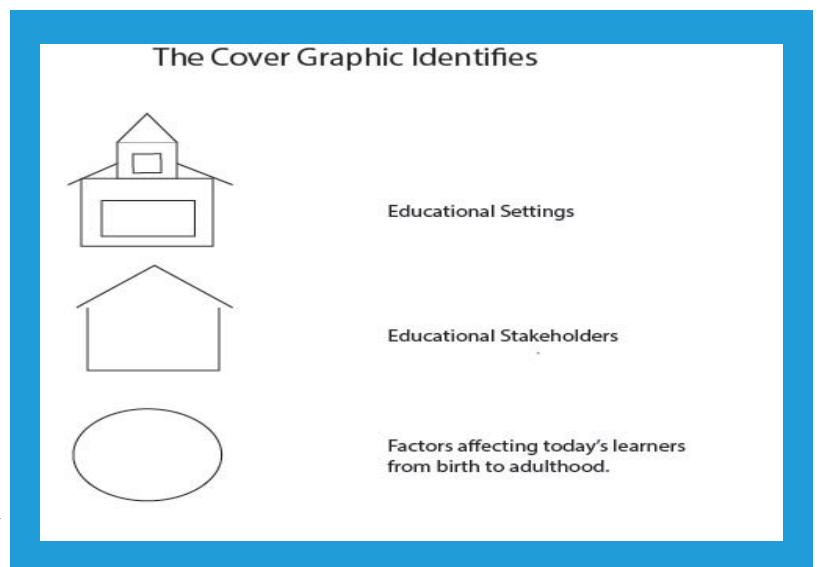 The Cover Graphic Identifies
Educational Settings
Educational Stakeholders
Factors affecting today's learners
from birth to adulthood.